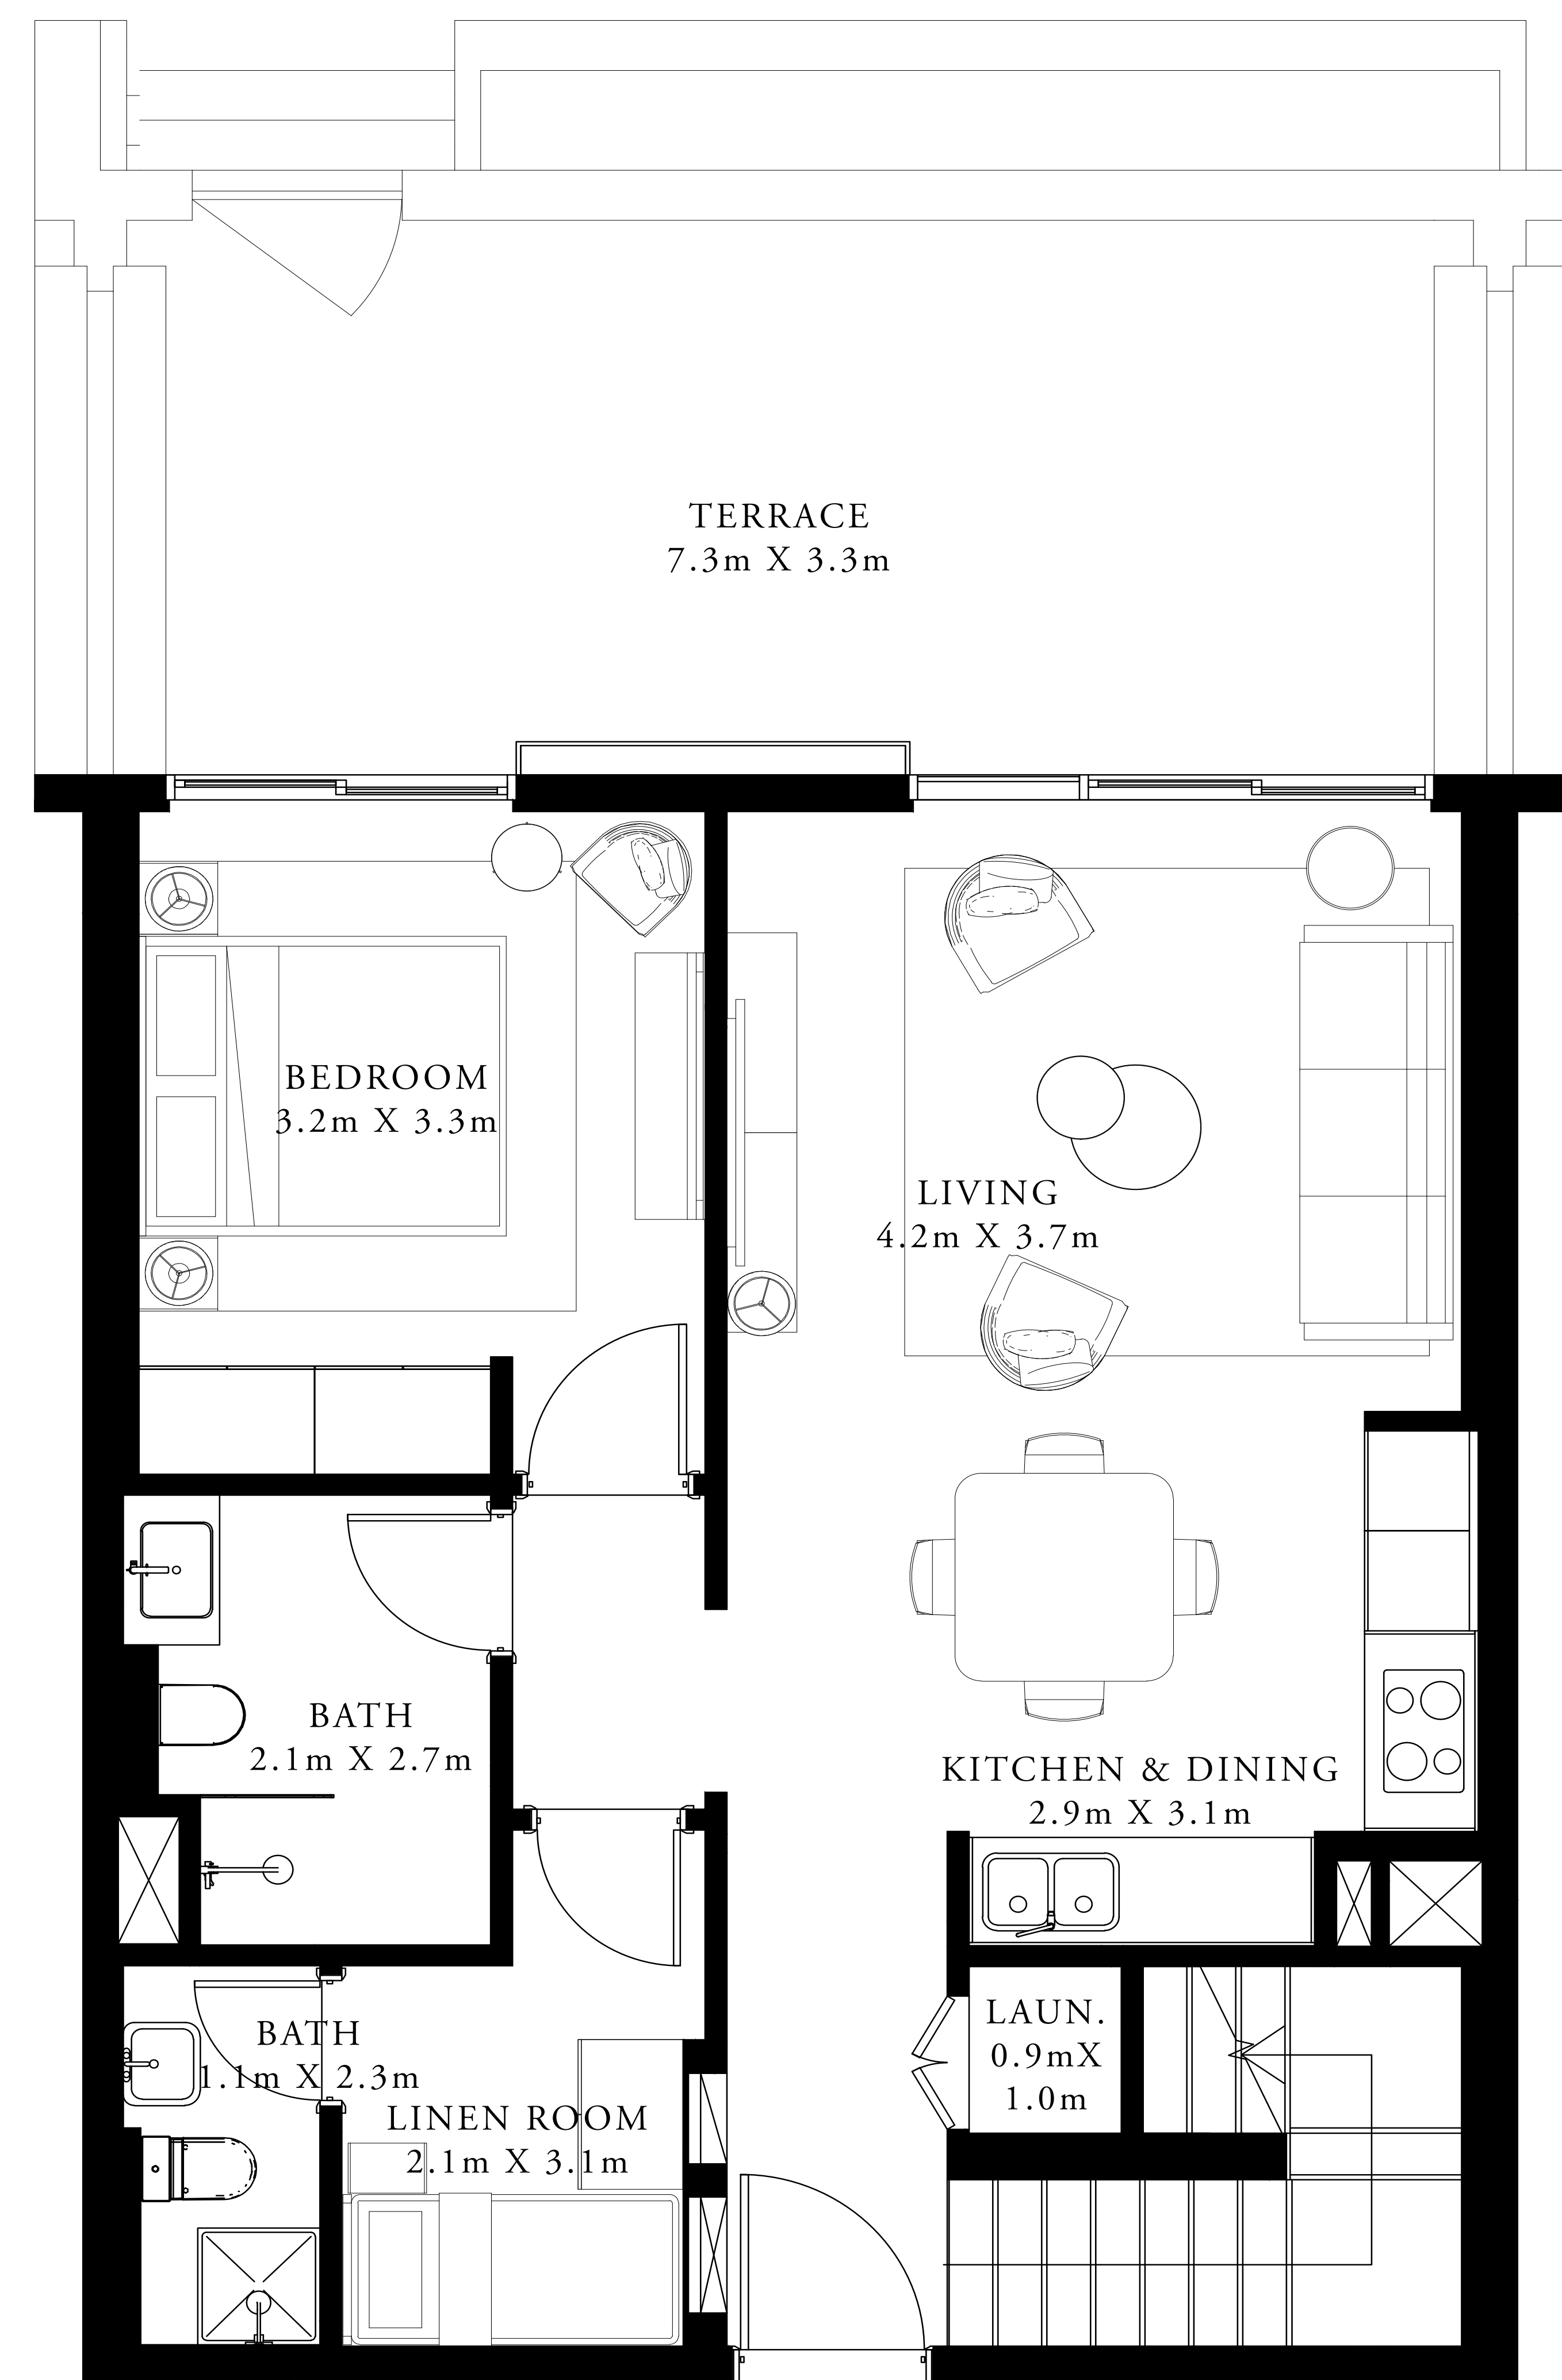 TERRACE
7.3m X 3.3m
BEDROOM
3.2m X 3.3m
LIVING
4.2m X 3.7m
BATH
2.1m X 2.7m
KITCHEN & DINING
2.9m X 3.1m
LAUN.
0.9mX
1.0m
BATH
1.1m X 2.3m
LINEN ROOM
2.1m X 3.1m